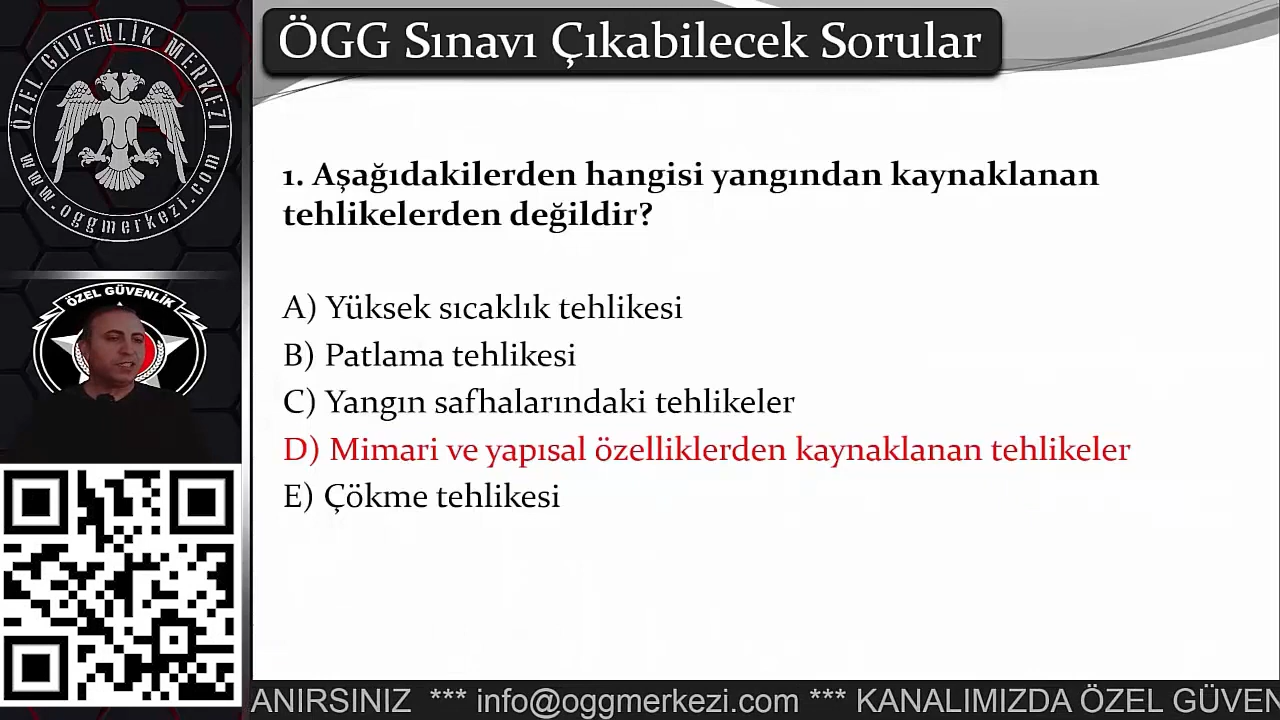 ÖGG Sınavı Çıkabilecek Sorular
ÖZEL GÜVENLİK MERKEZİ
www.oggmerkezi.com
1. Aşağıdakilerden hangisi yangından kaynaklanan
tehlikelerden değildir?
A) Yüksek sıcaklık tehlikesi
B) Patlama tehlikesi
C) Yangın safhalarındaki tehlikeler
D) Mimari ve yapısal özelliklerden kaynaklanan tehlikeler
E) Çökme tehlikesi
ÖZEL GÜVENLİK
ANIRSINIZ *** info@oggmerkezi.com *** KANALIMIZDA ÖZEL GÜVEN